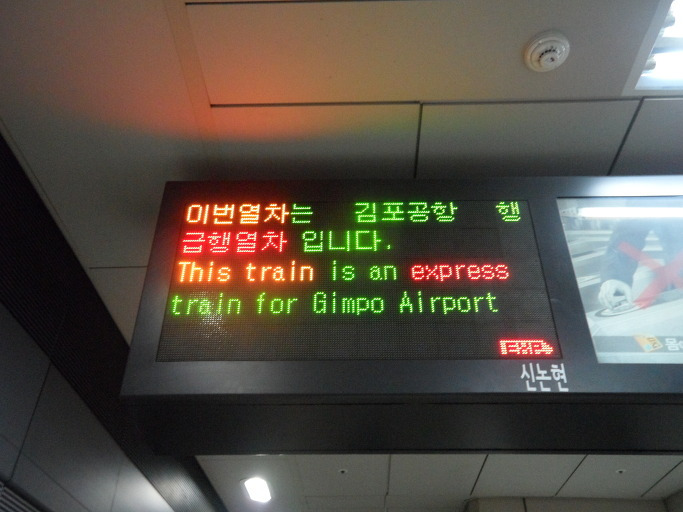 이번열차는 김포공항 행
급행열차 입니다.
This train is an express
train for Gimpo Airport
신논현